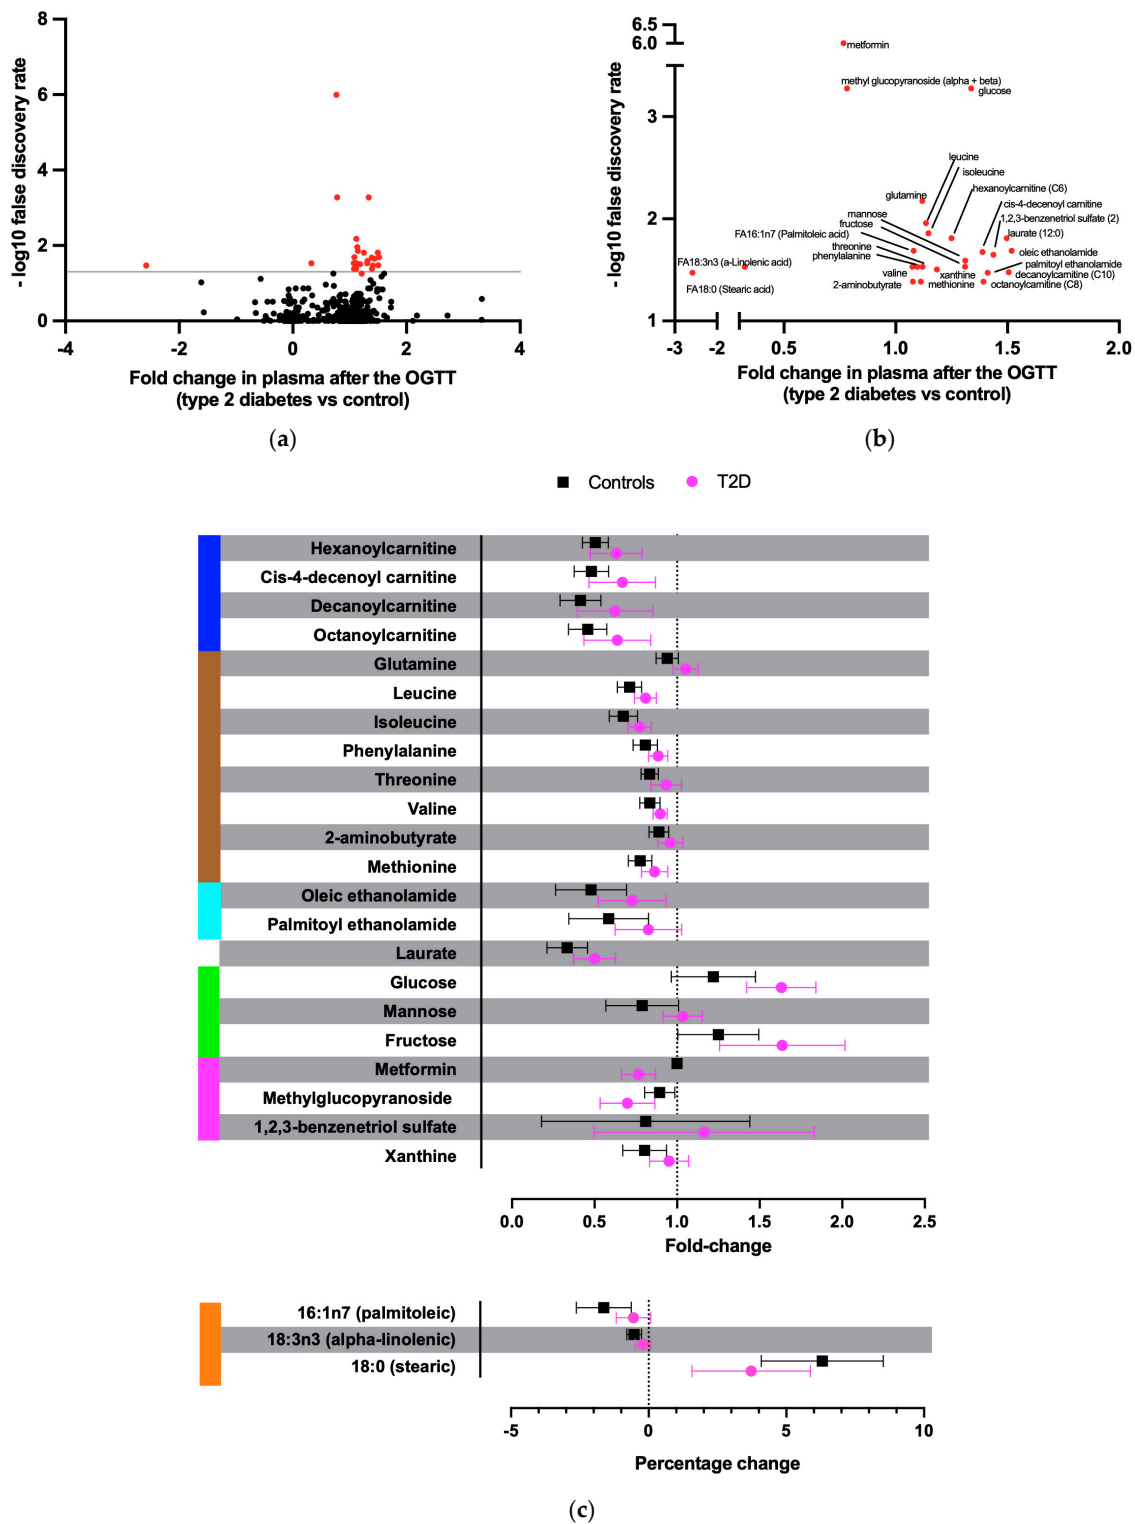 8
6
4
2
0
-4
-2
0
2
4
- log10 false discovery rate
Fold change in plasma after the OGTT
(type 2 diabetes vs control)
(a)
6.5
6.0
3
2
1
-3
-2
0.5
1.0
1.5
2.0
- log10 false discovery rate
metformin
methyl glucopyranoside (alpha + beta)
glucose
leucine
isoleucine
hexanoylcarnitine (C6)
glutamine
cis-4-decenoyl carnitine
mannose
1,2,3-benzenetriol sulfate (2)
fructose
FA16:1n7 (Palmitoleic acid)
laurate (12:0)
threonine
oleic ethanolamide
phenylalanine
FA18:3n3 (a-Linolenic acid)
palmitoyl ethanolamide
valine
xanthine
decanoylcarnitine (C10)
2-aminobutyrate
methionine
octanoylcarnitine (C8)
FA18:0 (Stearic acid)
Fold change in plasma after the OGTT
(type 2 diabetes vs control)
(b)
Controls
T2D
Hexanoylcarnitine
Cis-4-decenoyl carnitine
Decanoylcarnitine
Octanoylcarnitine
Glutamine
Leucine
Isoleucine
Phenylalanine
Threonine
Valine
2-aminobutyrate
Methionine
Oleic ethanolamide
Palmitoyl ethanolamide
Laurate
Glucose
Mannose
Fructose
Metformin
Methylglucopyranoside
1,2,3-benzenetriol sulfate
Xanthine
0.0
0.5
1.0
1.5
2.0
2.5
Fold-change
16:1n7 (palmitoleic)
18:3n3 (alpha-linolenic)
18:0 (stearic)
-5
0
5
10
Percentage change
(c)